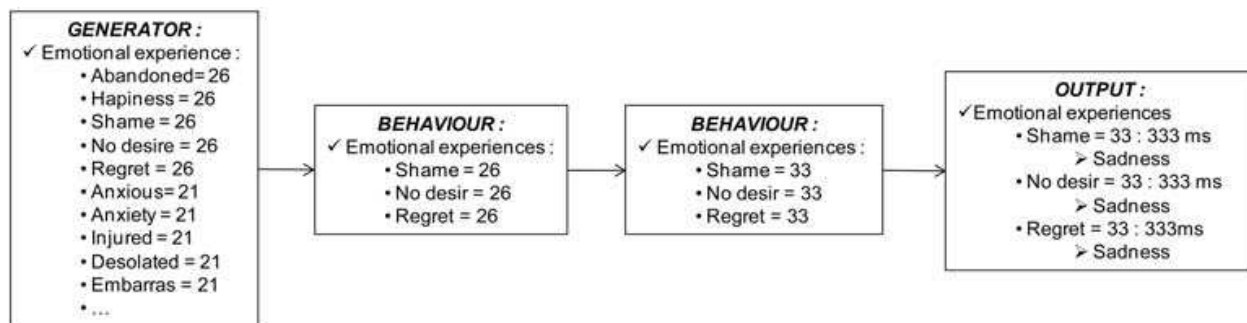 GENERATOR :
✓ Emotional experience :
• Abandoned= 26
• Hapiness = 26
• Shame = 26
• No desire = 26
• Regret = 26
• Anxious= 21
• Anxiety = 21
• Injured = 21
• Desolated = 21
• Embarras = 21
• ...
BEHAVIOUR :
✓ Emotional experiences :
• Shame = 26
• No desir = 26
• Regret = 26
BEHAVIOUR :
✓ Emotional experiences :
• Shame = 33
• No desir = 33
• Regret = 33
OUTPUT :
✓Emotional experiences
• Shame = 33 : 333 ms
➢ Sadness
• No desir = 33 : 333 ms
➢ Sadness
• Regret = 33 : 333ms
➢ Sadness